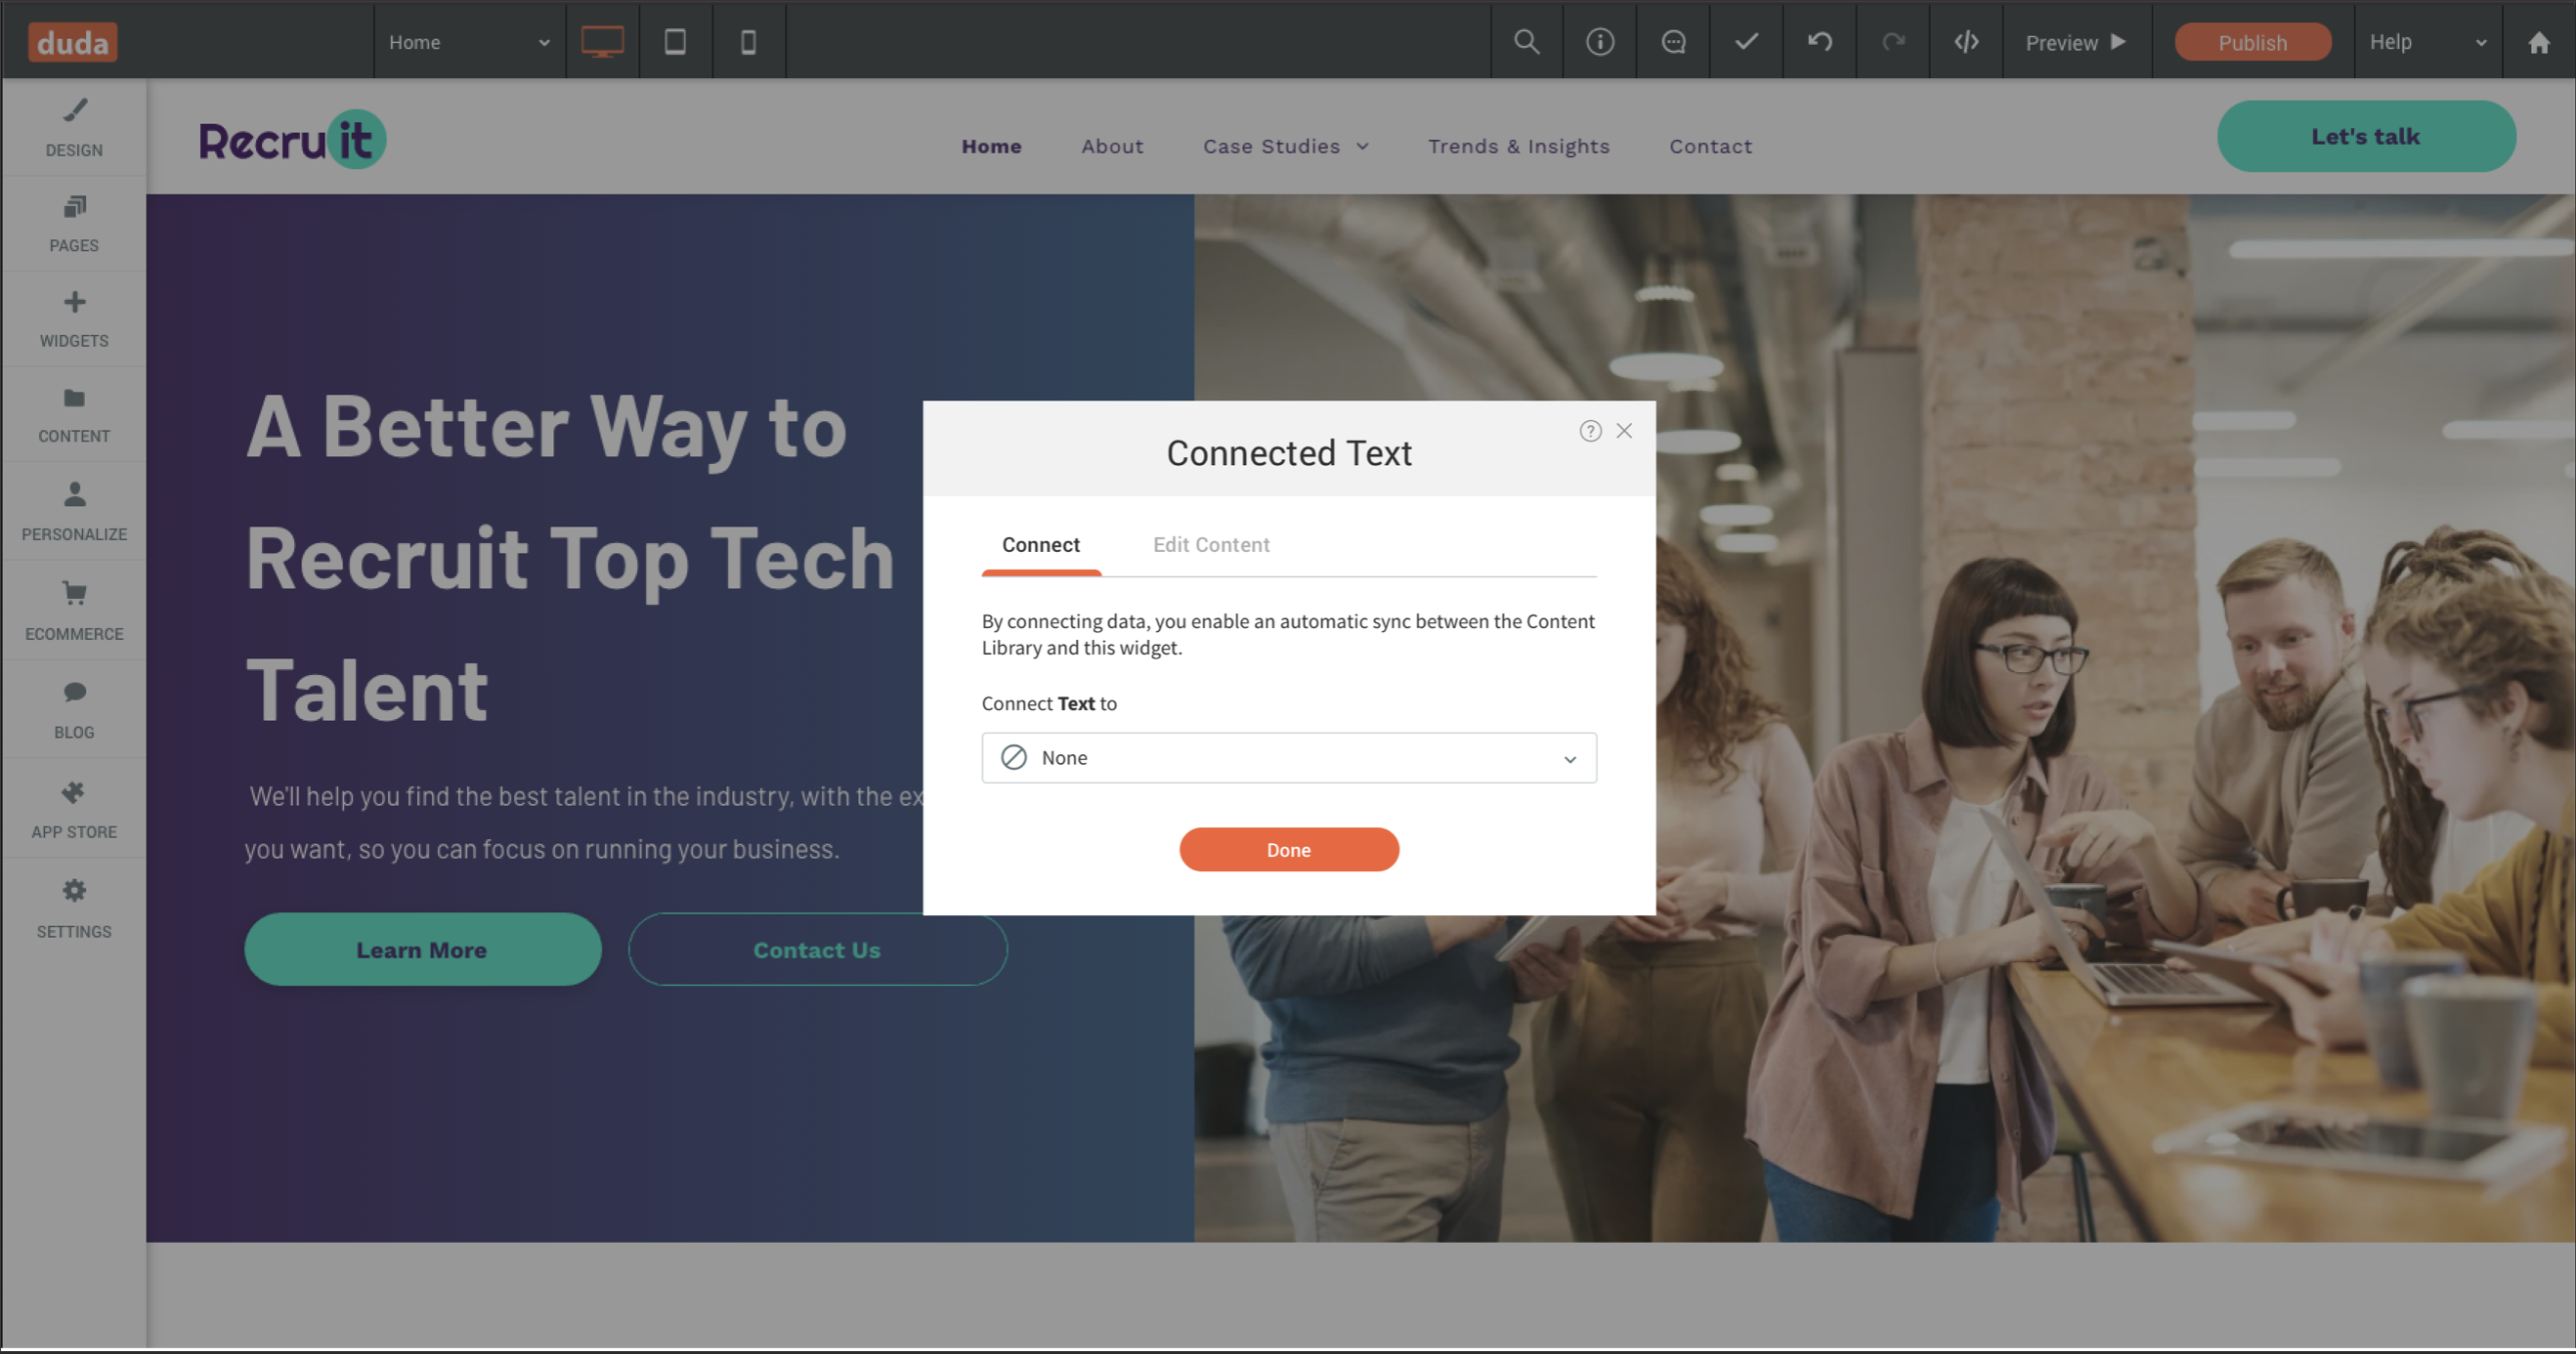 duda
Home
Preview
Publish
Help
DESIGN
PAGES
WIDGETS
CONTENT
PERSONALIZE
ECOMMERCE
BLOG
APP STORE
SETTINGS
Recruit
Home About Case Studies Trends & Insights Contact
Let's talk
A Better Way to
Recruit Top Tech
Talent
We'll help you find the best talent in the industry, with the ex
you want, so you can focus on running your business.
Learn More
Contact Us
Connected Text
?
Connect Edit Content
By connecting data, you enable an automatic sync between the Content
Library and this widget.
Connect Text to
None
Done